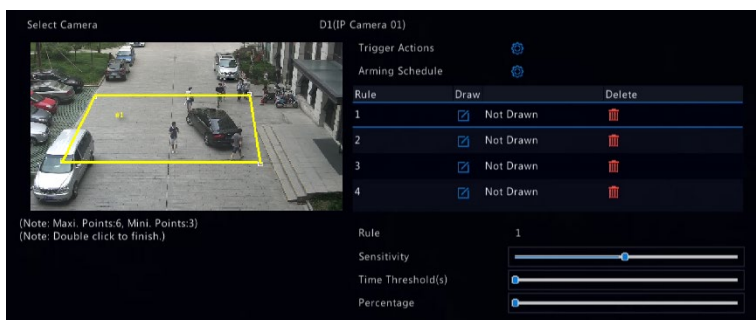 Select Camera D1(IP Camera 01)
Trigger Actions
Arming Schedule
Rule Draw Delete
#1
1 Not Drawn
2 Not Drawn
3 Not Drawn
4 Not Drawn
(Note: Maxi. Points:6, Mini. Points:3)
(Note: Double click to finish.)
Rule 1
Sensitivity
Time Threshold(s)
Percentage